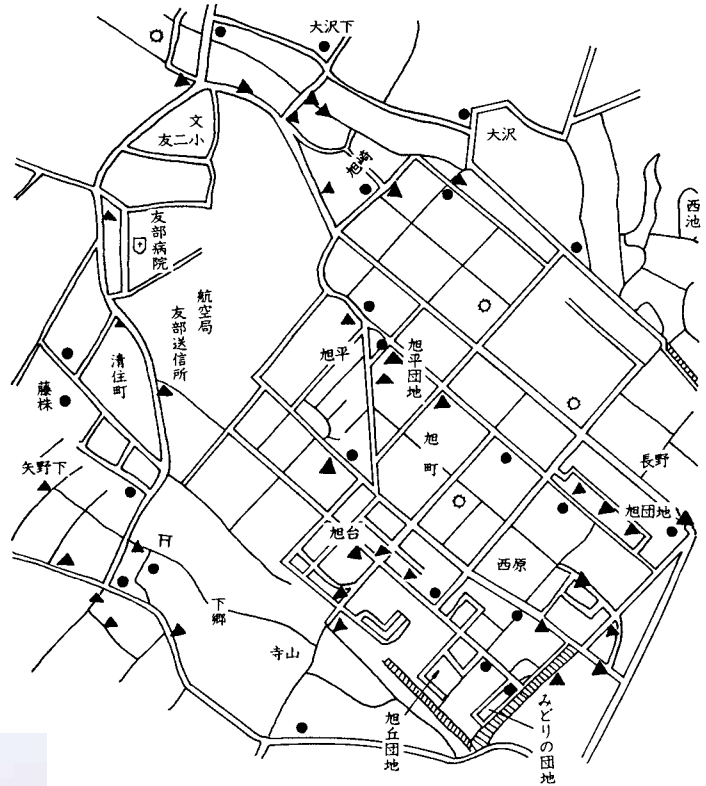 大沢下
文
友二小
大沢
旭崎
西池
友部病院
航空局
友部送信所
旭平
旭平団地
清住町
藤株
旭町
長野
矢野下
旭団地
旭台
西原
下郷
寺山
旭丘団地
みどりの団地